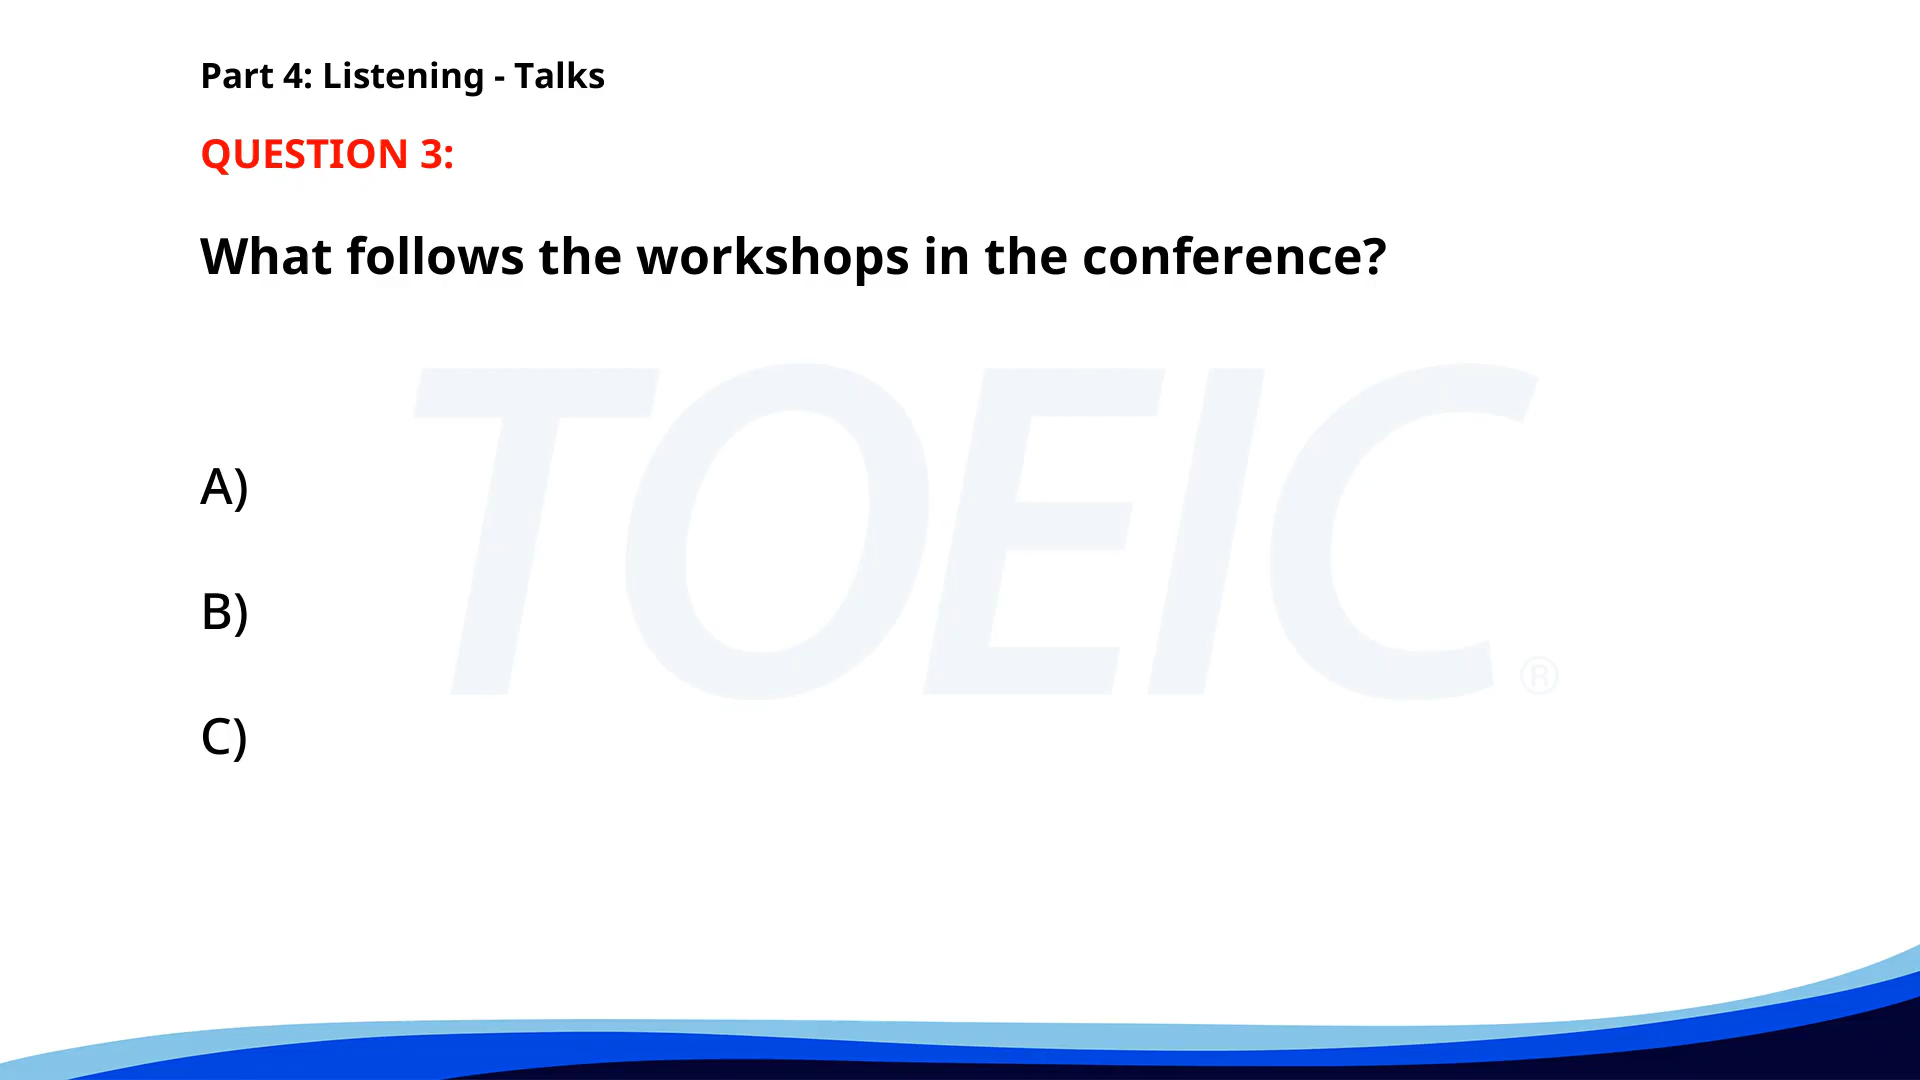 Part 4: Listening - Talks
QUESTION 3:
What follows the workshops in the conference?
TOEIC®
A)
B)
C)